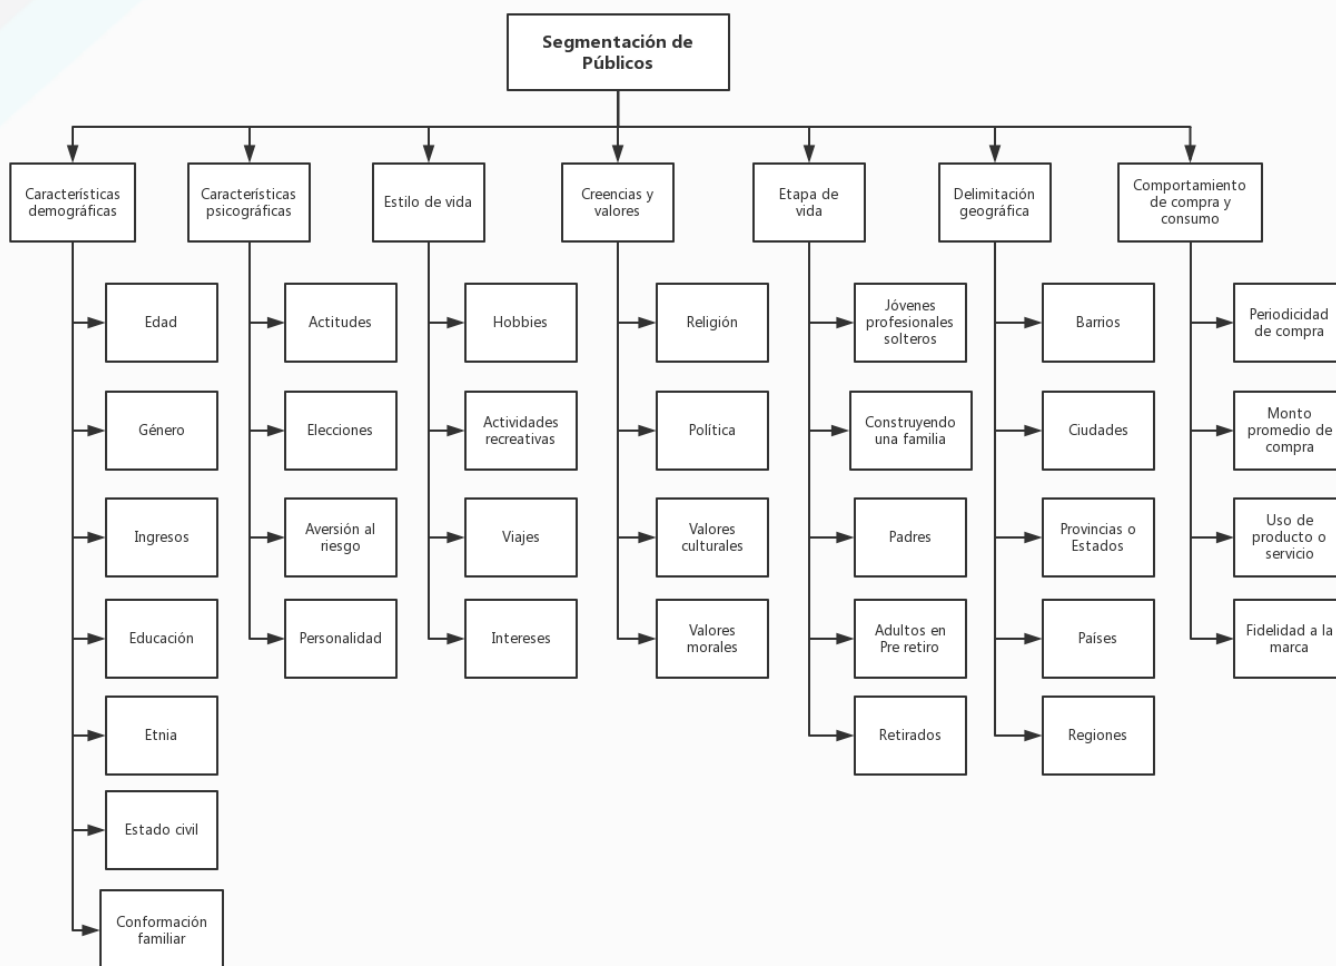 Segmentación de
Públicos
Característícas
demográficas
Característícas
psicográficas
Estilo de vida
Creencias y
valores
Etapa de
vida
Delimitación
geográfica
Comportamiento
de compra y
consumo
Edad
Género
Ingresos
Educación
Etnia
Estado civil
Conformación
familiar
Actitudes
Elecciones
Aversión al
riesgo
Personalidad
Hobbies
Actividades
recreativas
Viajes
Intereses
Religión
Política
Valores
culturales
Valores
morales
Jóvenes
profesionales
solteros
Construyendo
una familia
Padres
Adultos en
Pre retiro
Retirados
Barrios
Ciudades
Provincias o
Estados
Países
Regiones
Periodicidad
de compra
Monto
promedio de
compra
Uso de
producto o
servicio
Fidelidad a la
marca